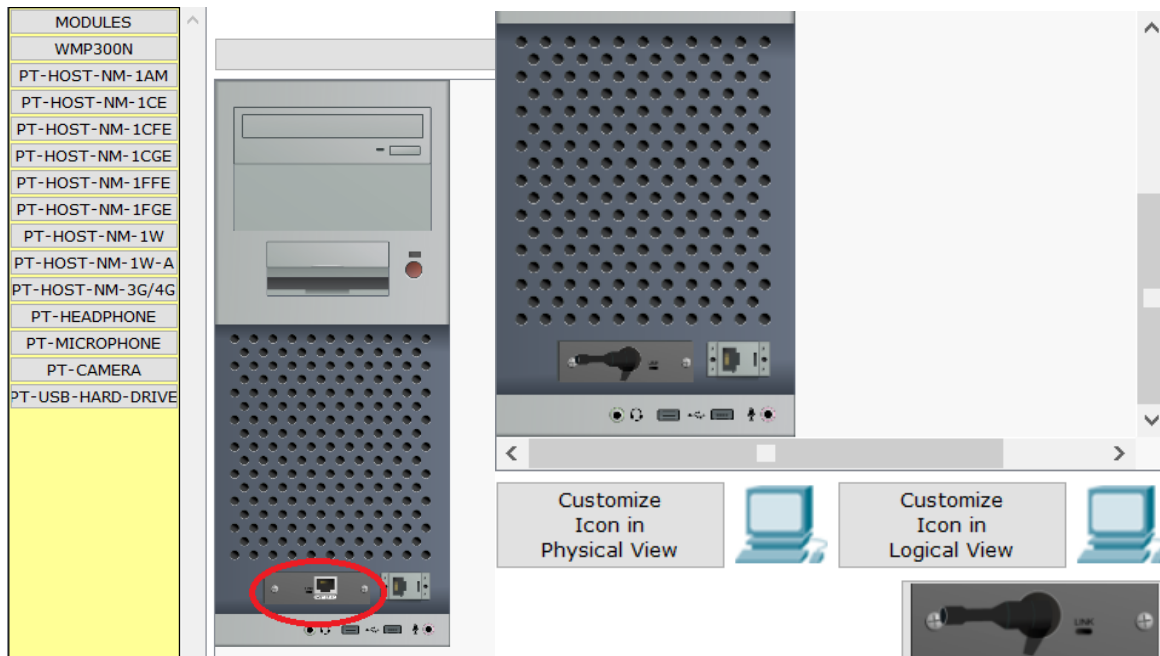 MODULES
WMP300N
PT-HOST-NM-1AM
PT-HOST-NM-1CE
PT-HOST-NM-1CFE
PT-HOST-NM-1CGE
PT-HOST-NM-1FFE
PT-HOST-NM-1FGE
PT-HOST-NM-1W
PT-HOST-NM-1W-A
PT-HOST-NM-3G/4G
PT-HEADPHONE
PT-MICROPHONE
PT-CAMERA
PT-USB-HARD-DRIVE
Customize
Icon in
Physical View
Customize
Icon in
Logical View
LINK